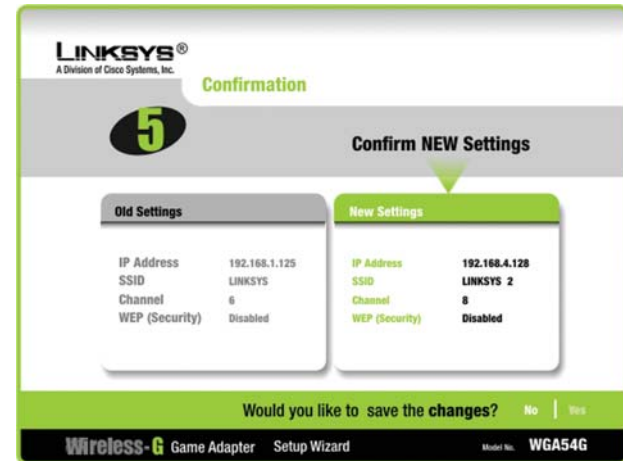 LINKSYS®
A Division of Cisco Systems, Inc.
Confirmation
5
Confirm NEW Settings
Old Settings
IP Address 192.168.1.125
SSID LINKSYS
Channel 6
WEP (Security) Disabled
New Settings
IP Address 192.168.4.128
SSID LINKSYS 2
Channel 8
WEP (Security) Disabled
Would you like to save the changes? No | Yes
Wireless-G Game Adapter Setup Wizard Model No. WGA54G